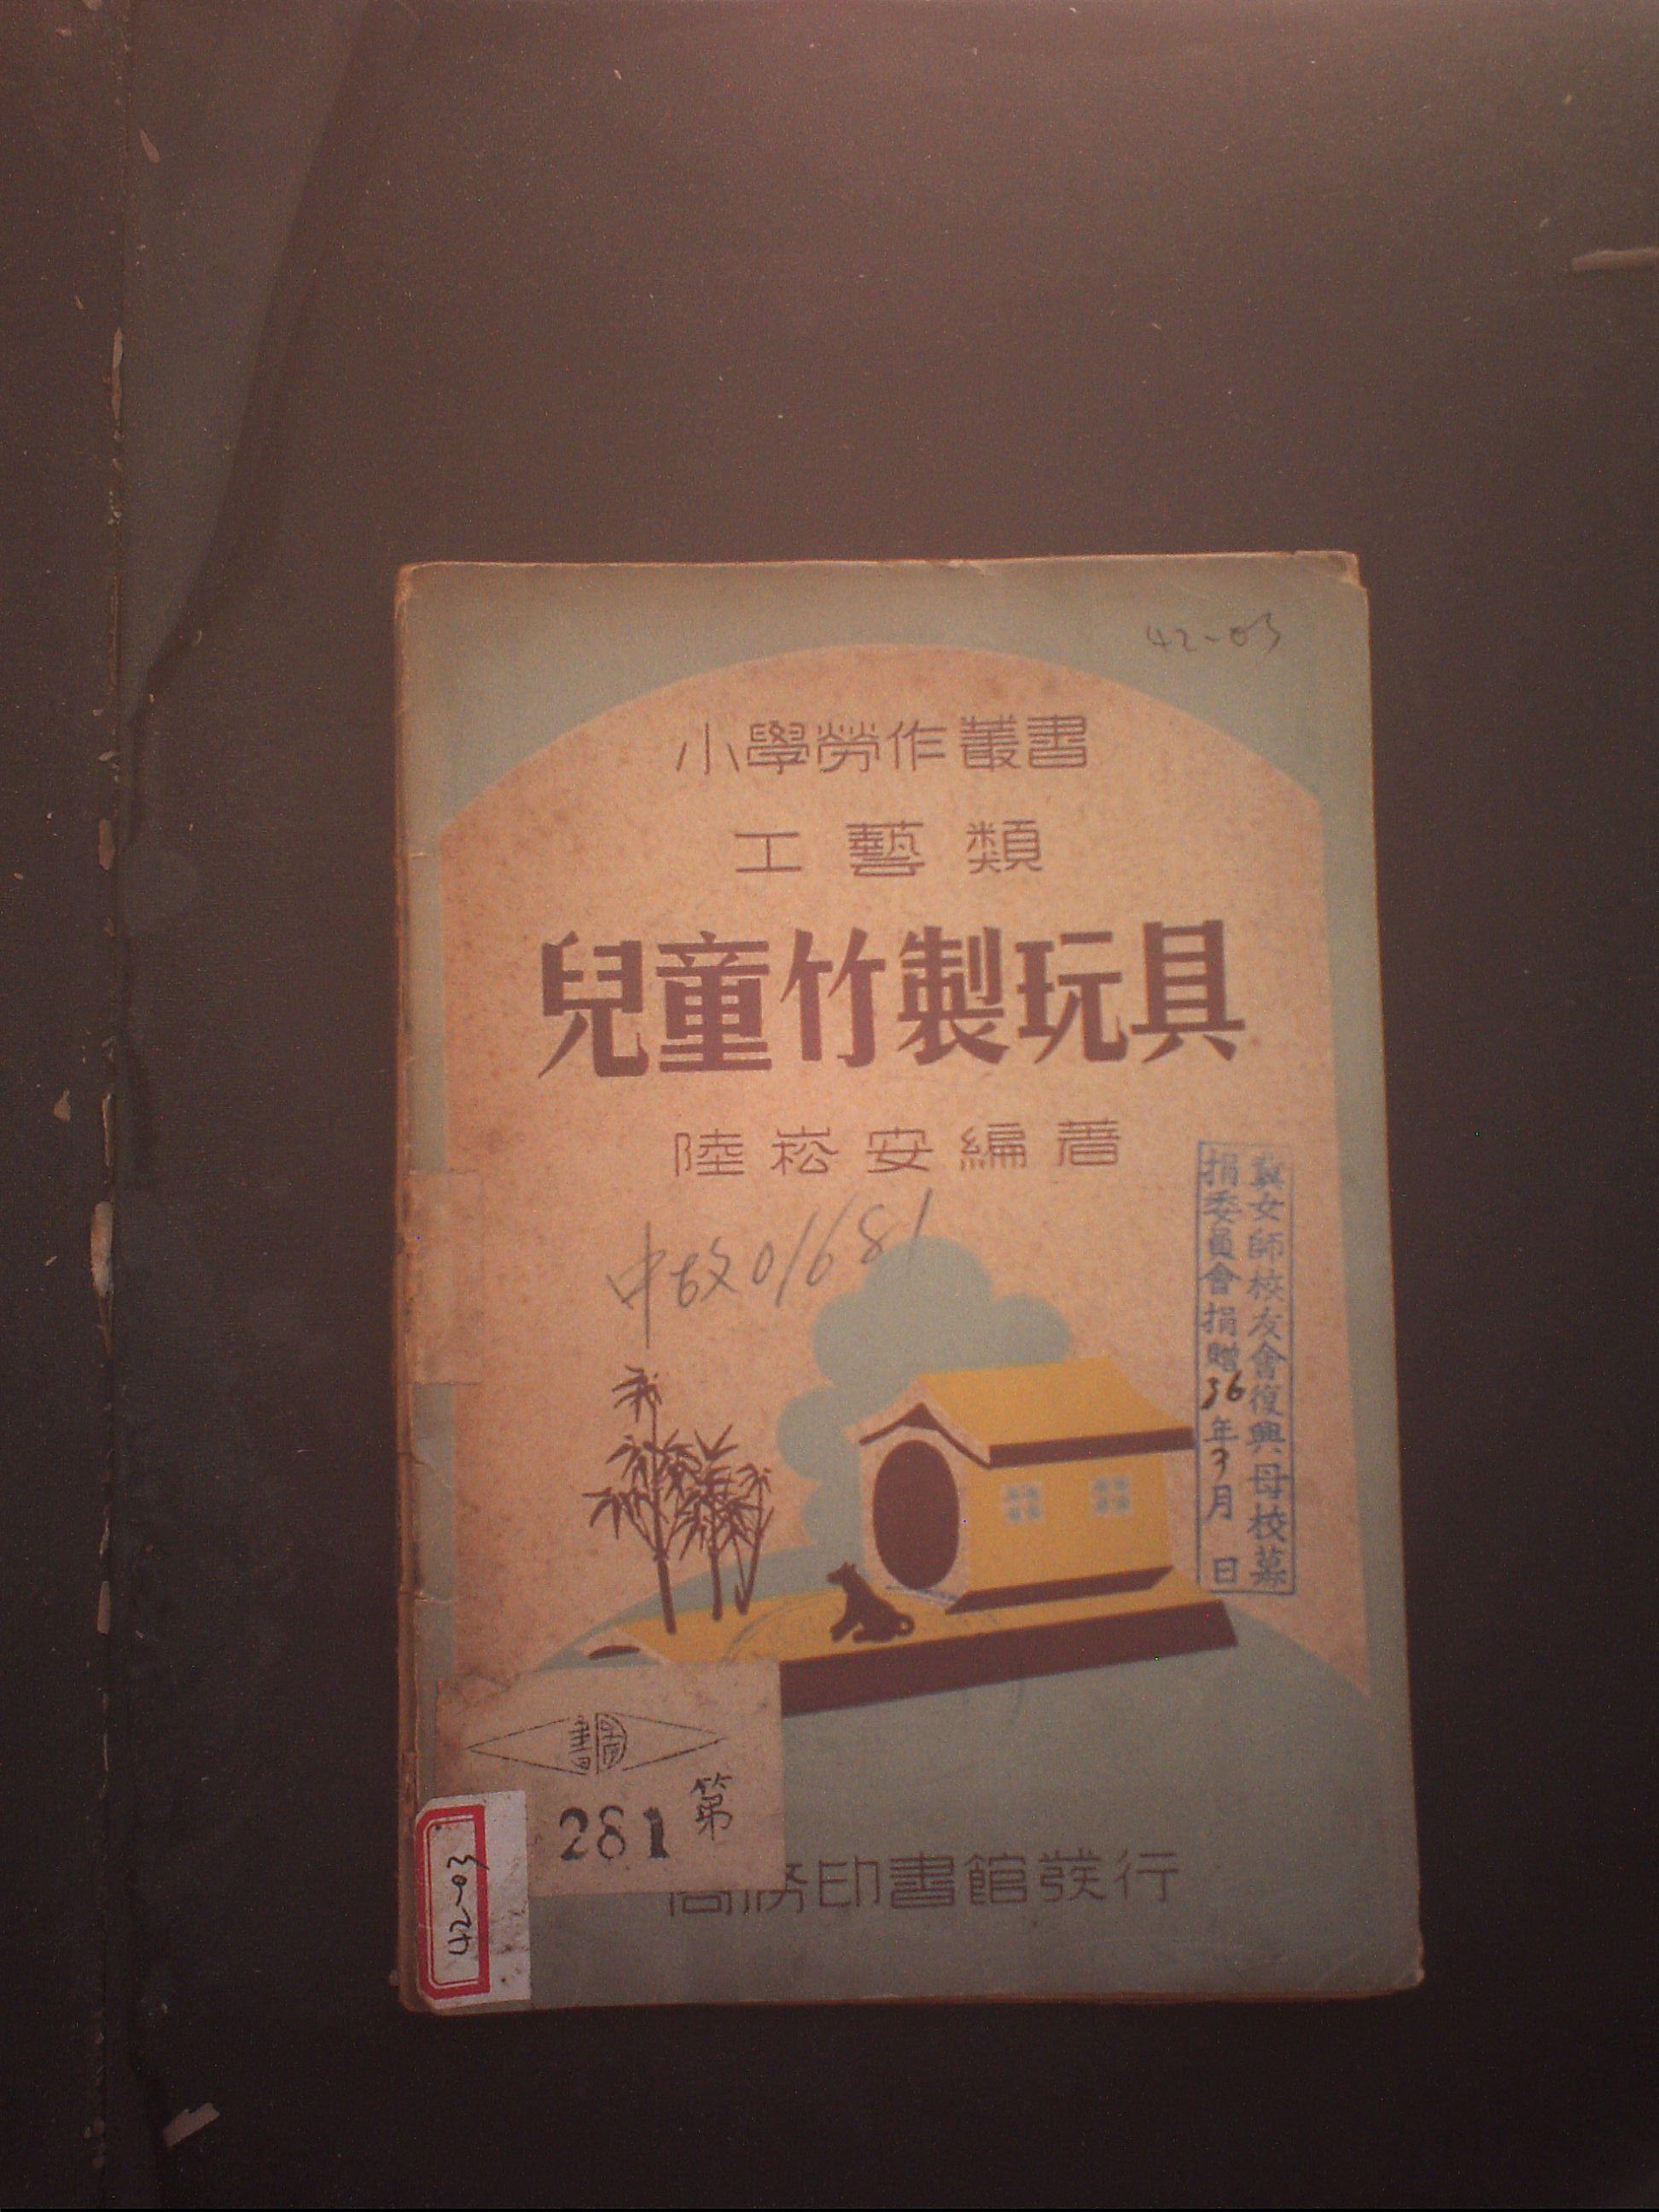 42-03
小學勞作叢書
工藝類
兒童竹製玩具
陸崧安編著
中故01681
冀女師校友會復興母校募
捐委員會捐贈36年3月 日
圖書
第
281
商務印書館發行